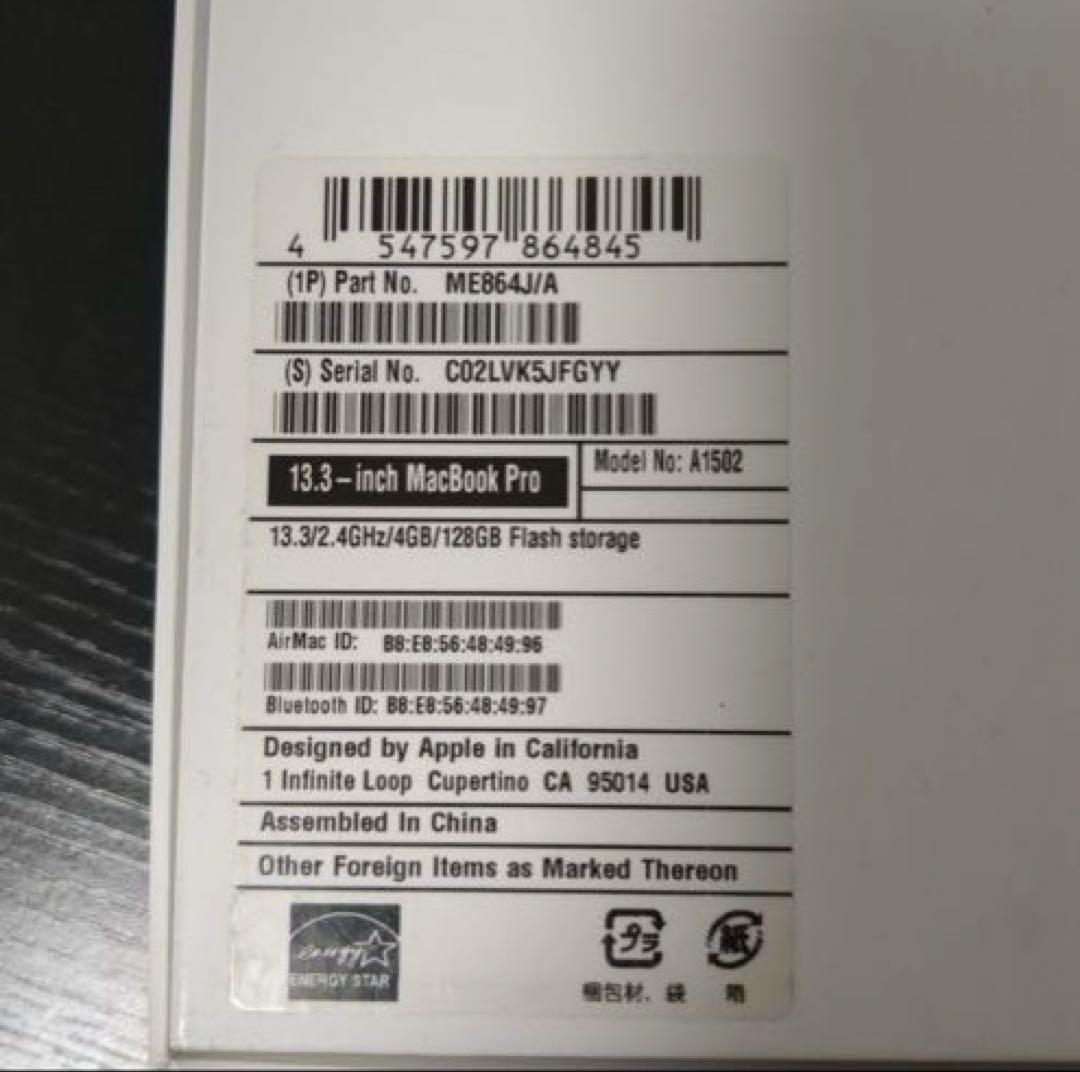 4 547597 864845
(1P) Part No. ME864J/A
(S) Serial No. C02LVK5JFGYY
13.3-inch MacBook Pro
Model No: A1502
13.3/2.4GHz/4GB/128GB Flash storage
AirMac ID: B8:E8:56:48:49:96
Bluetooth ID: B8:E8:56:48:49:97
Designed by Apple in California
1 Infinite Loop Cupertino CA 95014 USA
Assembled In China
Other Foreign Items as Marked Thereon
energy
ENERGY STAR
プラ
紙
梱包材、袋
箱